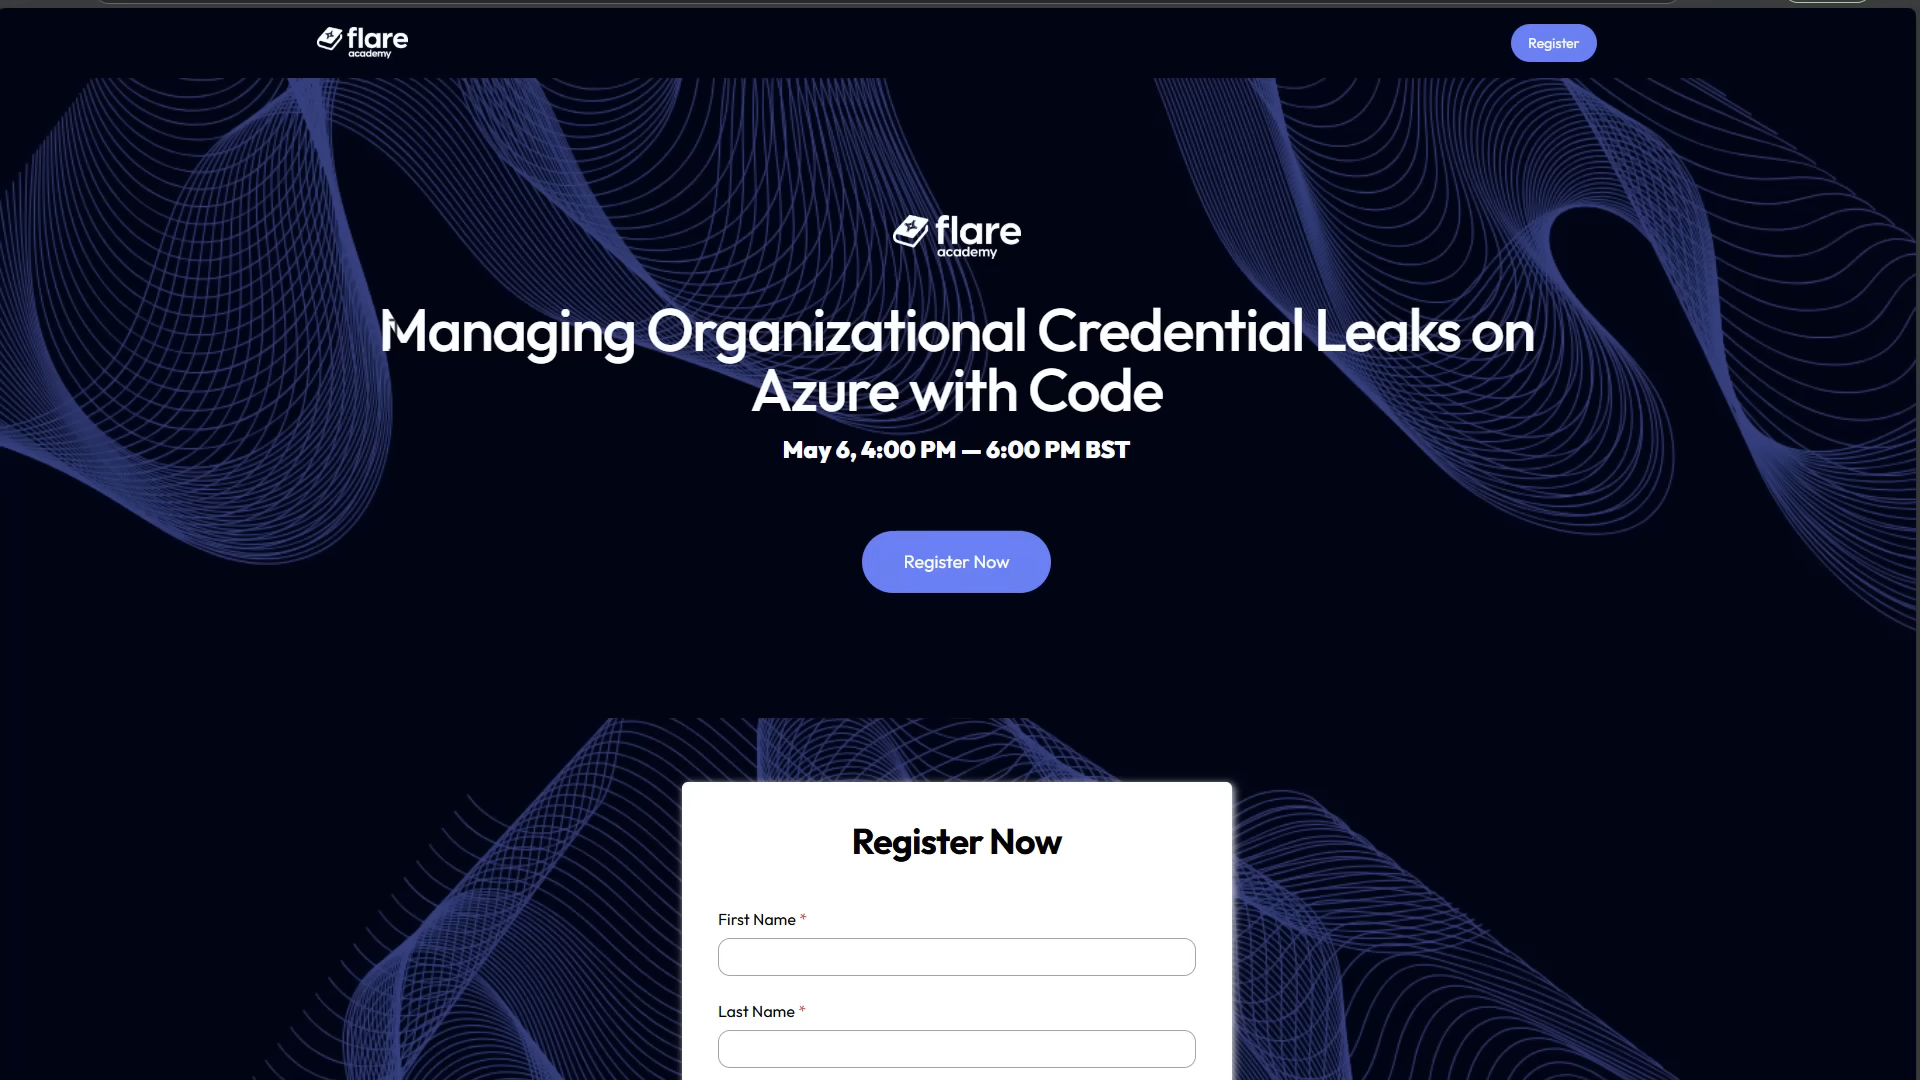 flare
academy
Register
flare
academy
Managing Organizational Credential Leaks on
Azure with Code
May 6, 4:00 PM — 6:00 PM BST
Register Now
Register Now
First Name *
Last Name *